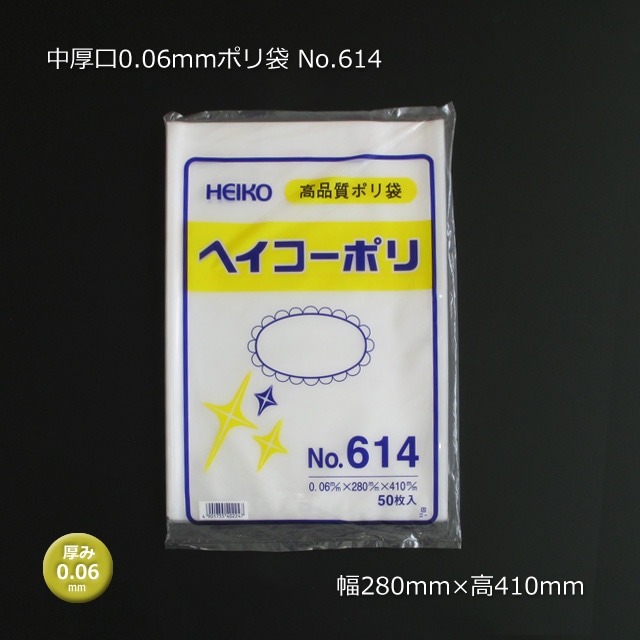 中厚口0.06mmポリ袋 No.614
HEIKO 高品質ポリ袋
ヘイコーポリ
No.614
0.06㎜×280㎜×410㎜
50枚入
厚み
0.06
mm
幅280mm×高410mm